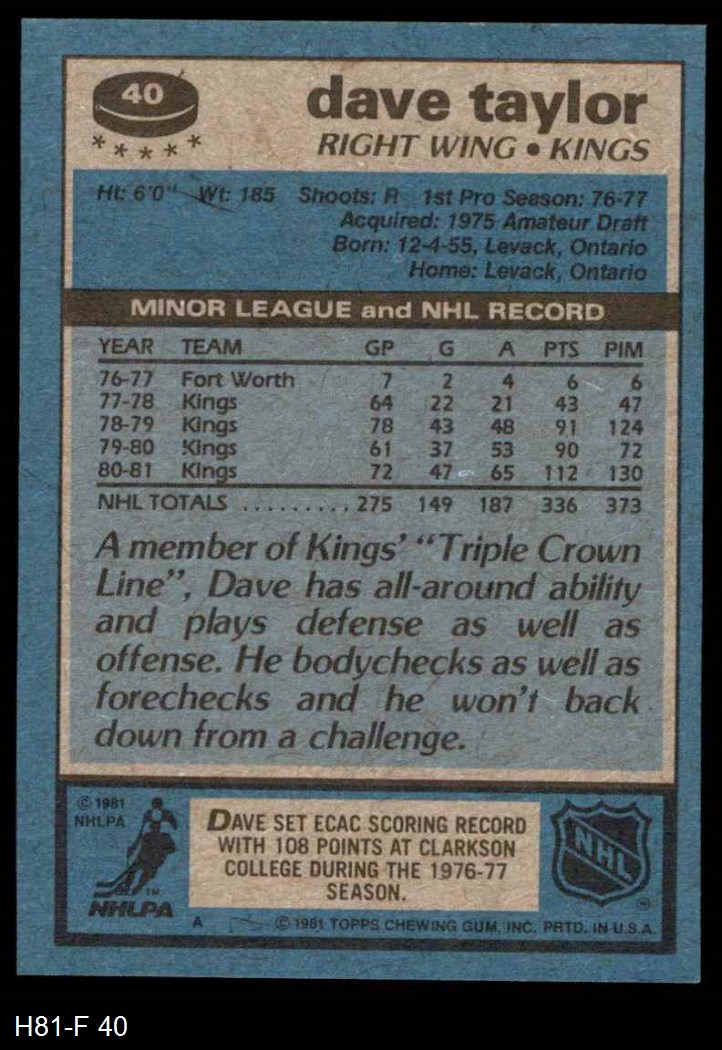 40
dave taylor
RIGHT WING • KINGS
Ht: 6'0" Wt: 185 Shoots: R 1st Pro Season: 76-77
Acquired: 1975 Amateur Draft
Born: 12-4-55, Levack, Ontario
Home: Levack, Ontario
MINOR LEAGUE and NHL RECORD
YEAR TEAM GP G A PTS PIM
76-77 Fort Worth 7 2 4 6 6
77-78 Kings 64 22 21 43 47
78-79 Kings 78 43 48 91 124
79-80 Kings 61 37 53 90 72
80-81 Kings 72 47 65 112 130
NHL TOTALS .......... 275 149 187 336 373
A member of Kings' "Triple Crown
Line", Dave has all-around ability
and plays defense as well as
offense. He bodychecks as well as
forechecks and he won't back
down from a challenge.
© 1981
NHLPA
TM
NHLPA
DAVE SET ECAC SCORING RECORD
WITH 108 POINTS AT CLARKSON
COLLEGE DURING THE 1976-77
SEASON.
NHL
A © 1981 TOPPS CHEWING GUM, INC. PRTD. IN U.S.A.
H81-F 40